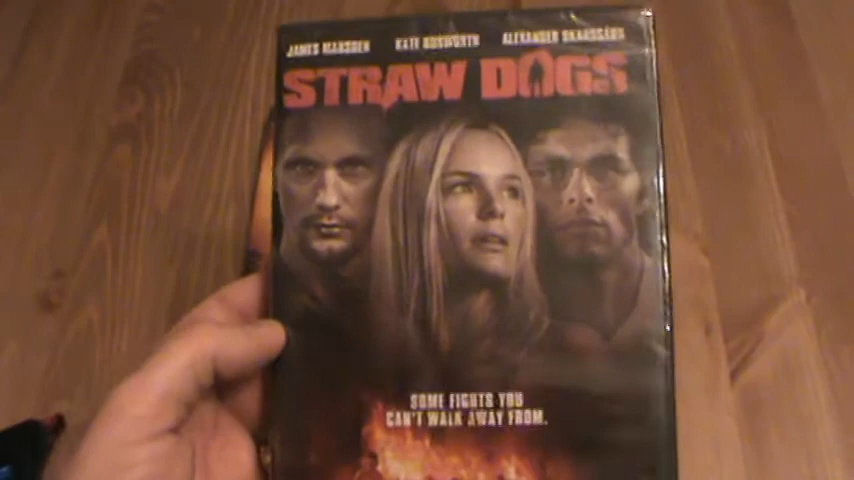 JAMES MARSDEN KATE BOSWORTH ALEXANDER SKARSGÅRD
STRAW DOGS
SOME FIGHTS YOU
CAN'T WALK AWAY FROM.